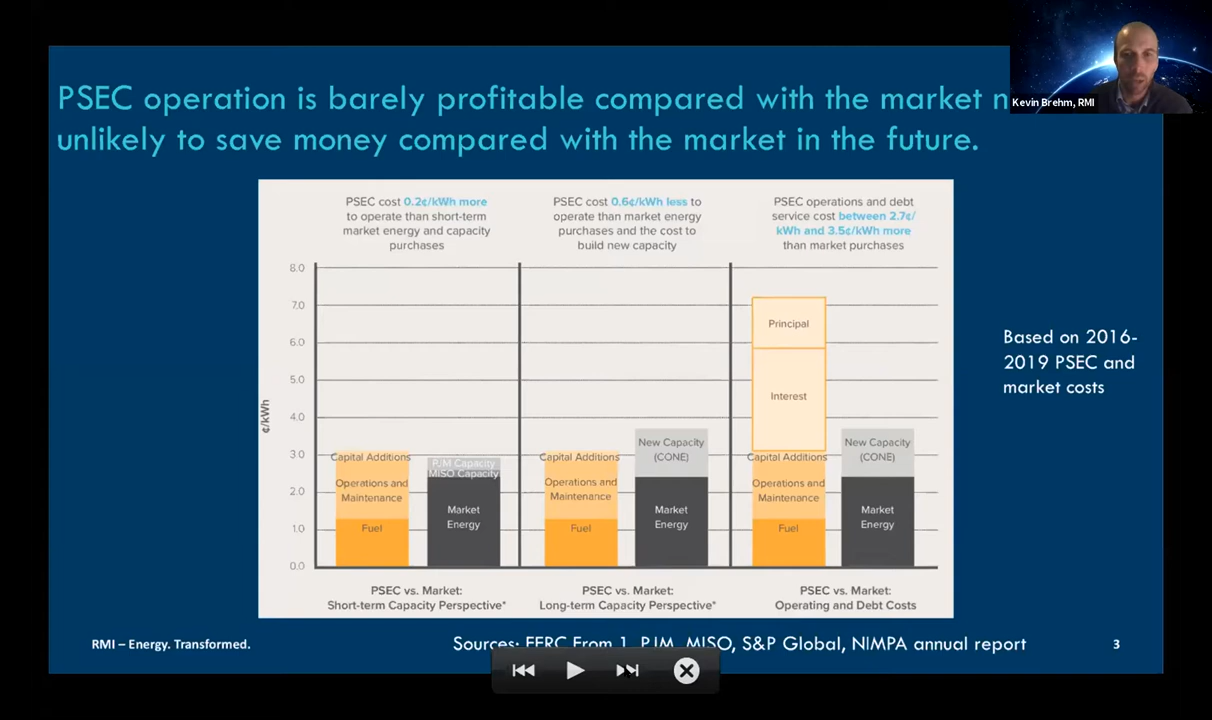 PSEC operation is barely profitable compared with the market n
unlikely to save money compared with the market in the future.
Kevin Brehm, RMI
PSEC cost 0.2¢/kWh more
to operate than short-term
market energy and capacity
purchases
PSEC cost 0.6¢/kWh less to
operate than market energy
purchases and the cost to
build new capacity
PSEC operations and debt
service cost between 2.7¢/
kWh and 3.5¢/kWh more
than market purchases
¢/kWh
8.0
7.0
6.0
5.0
4.0
3.0
2.0
1.0
0.0
Capital Additions
Operations and
Maintenance
Fuel
PJM Capacity
MISO Capacity
Market
Energy
Capital Additions
Operations and
Maintenance
Fuel
New Capacity
(CONE)
Market
Energy
Principal
Interest
Capital Additions
Operations and
Maintenance
Fuel
New Capacity
(CONE)
Market
Energy
PSEC vs. Market:
Short-term Capacity Perspective*
PSEC vs. Market:
Long-term Capacity Perspective*
PSEC vs. Market:
Operating and Debt Costs
Based on 2016-
2019 PSEC and
market costs
RMI – Energy. Transformed.
Sources: FERC From 1, PJM, MISO, S&P Global, NIMPA annual report
3